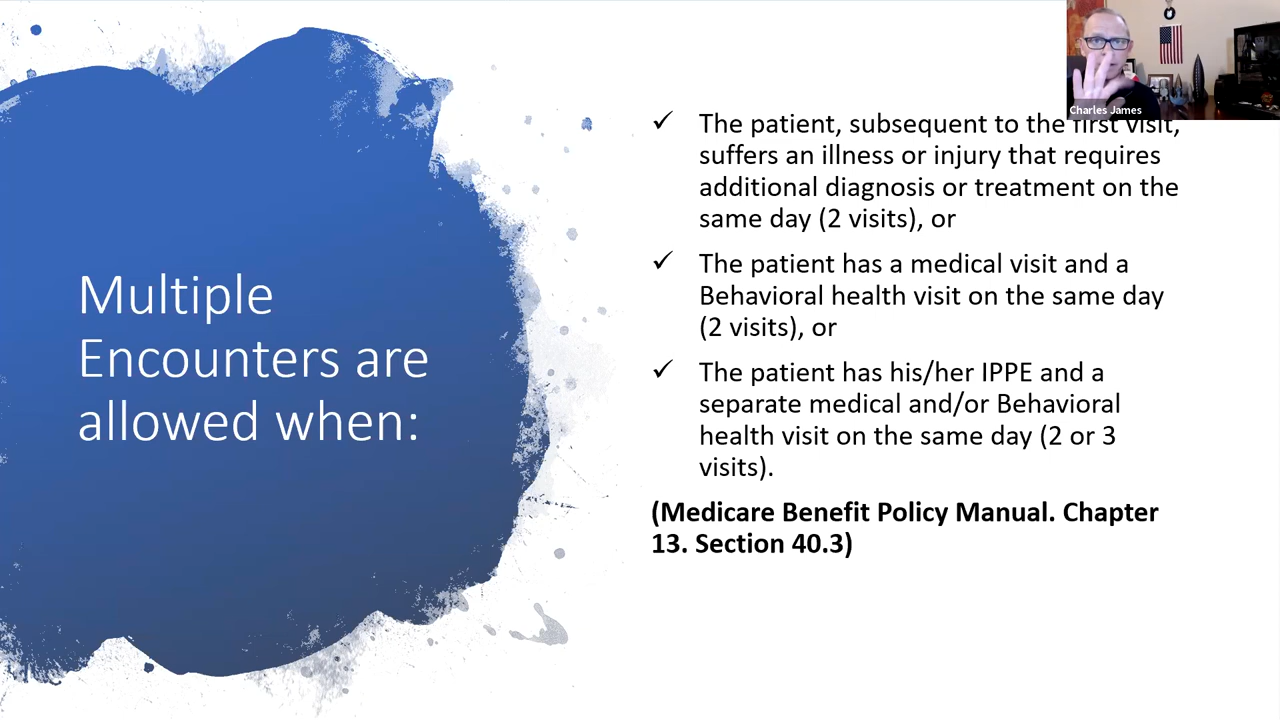 Multiple
Encounters are
allowed when:
Charles James
✓ The patient, subsequent to the first visit,
suffers an illness or injury that requires
additional diagnosis or treatment on the
same day (2 visits), or
✓ The patient has a medical visit and a
Behavioral health visit on the same day
(2 visits), or
✓ The patient has his/her IPPE and a
separate medical and/or Behavioral
health visit on the same day (2 or 3
visits).
(Medicare Benefit Policy Manual. Chapter
13. Section 40.3)